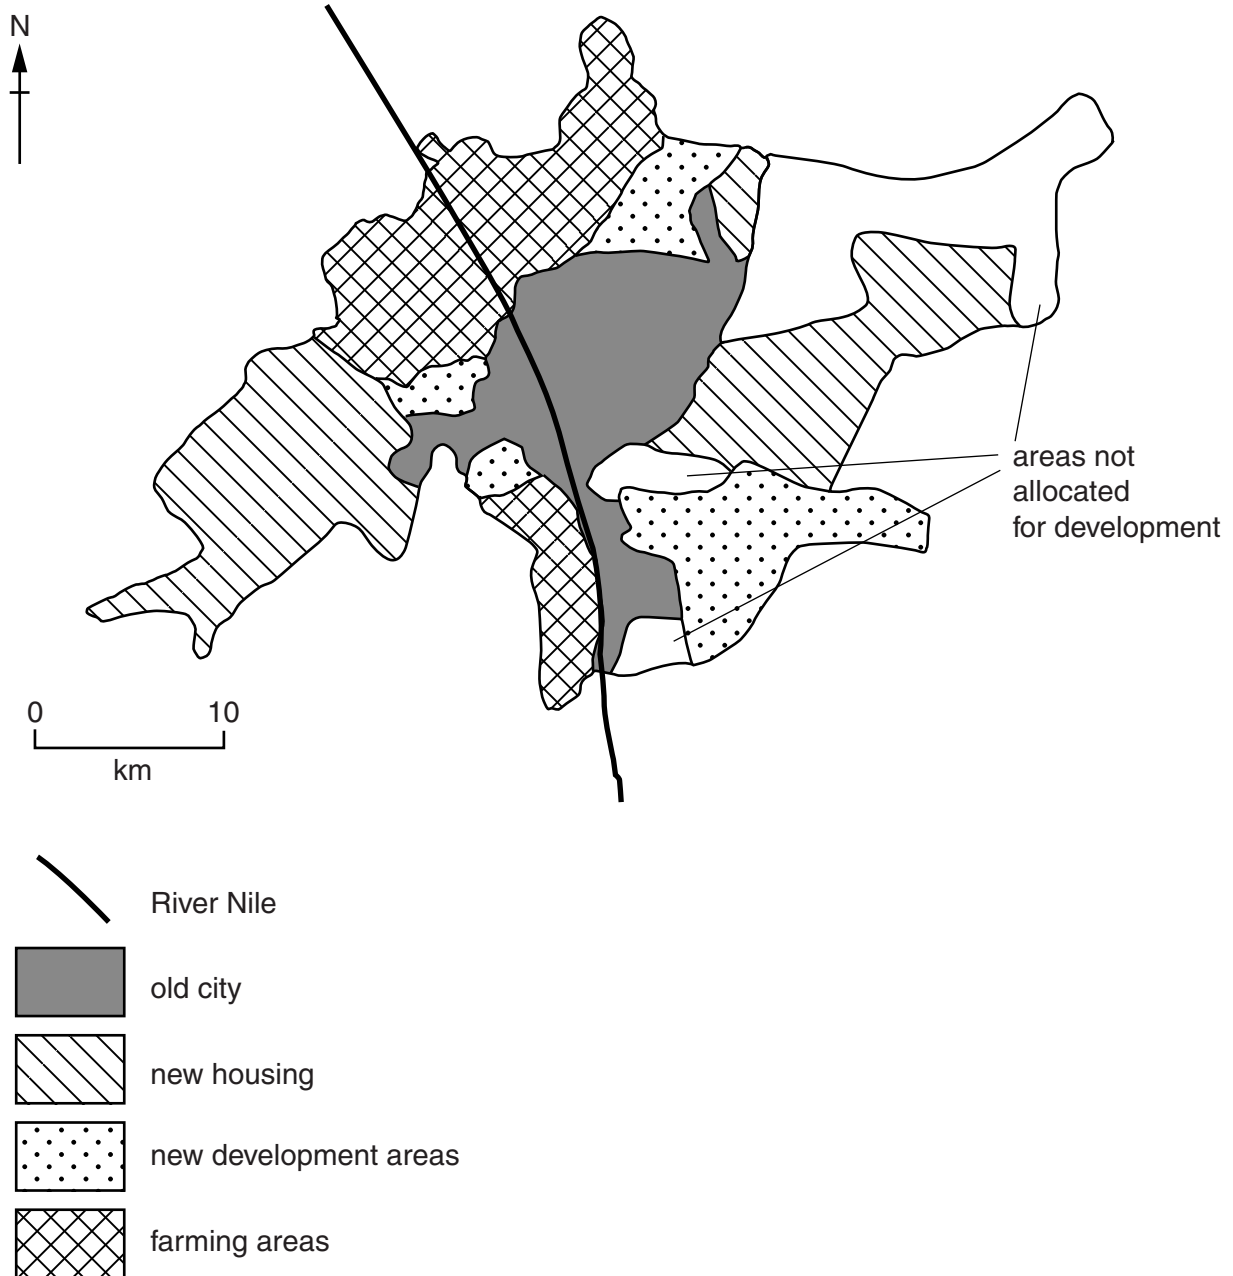 N
areas not
allocated
for development
0 10
km
River Nile
old city
new housing
new development areas
farming areas